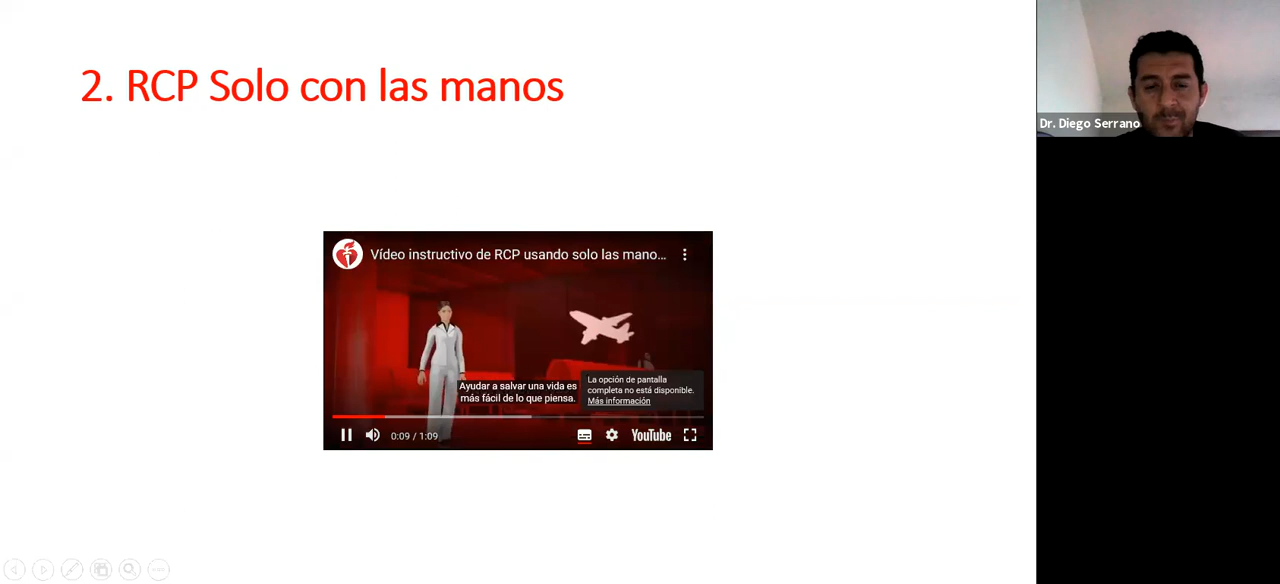 2. RCP Solo con las manos
Dr. Diego Serrano
Vídeo instructivo de RCP usando solo las mano...
Ayudar a salvar una vida es
más fácil de lo que piensa.
La opción de pantalla
completa no está disponible.
Más información
0:09 / 1:09
YouTube